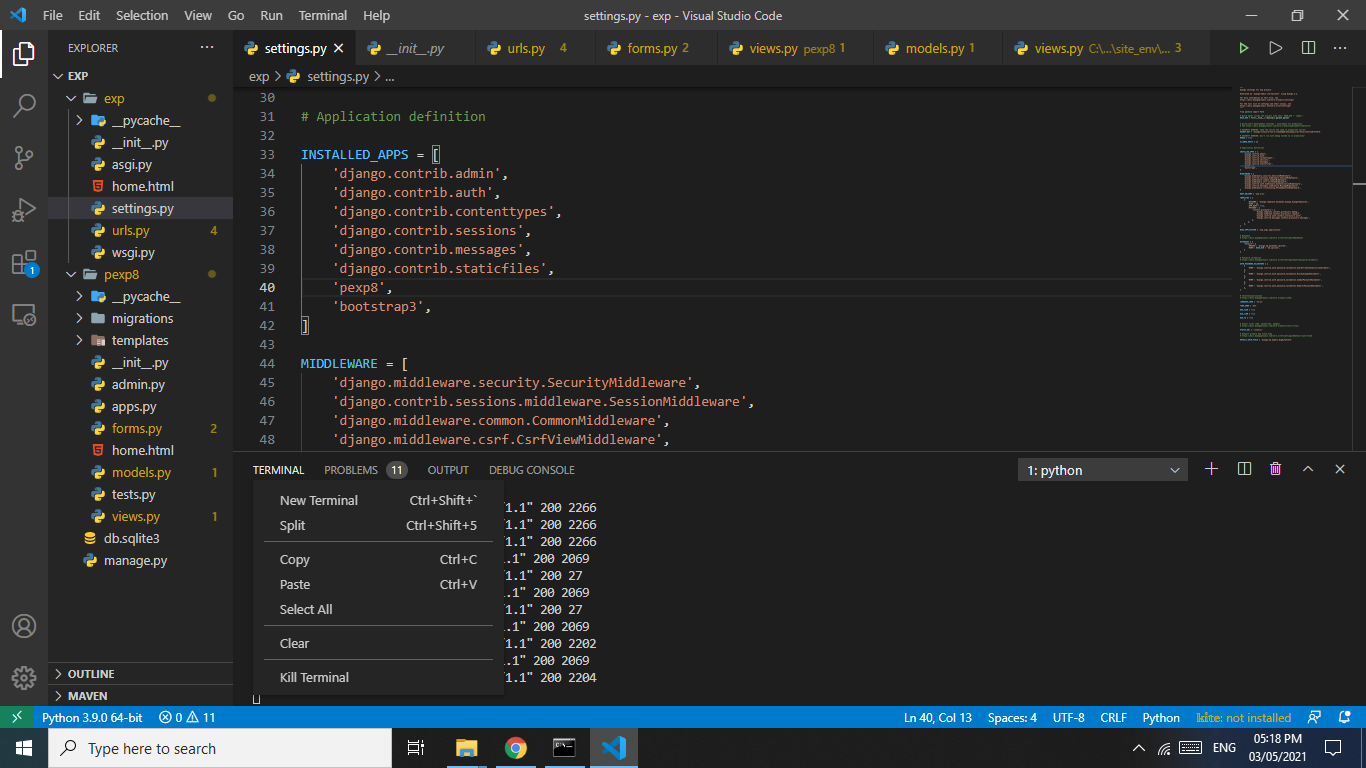 File Edit Selection View Go Run Terminal Help
settings.py - exp - Visual Studio Code
EXPLORER
EXP
exp
__pycache__
__init__.py
asgi.py
home.html
settings.py
urls.py 4
wsgi.py
pexp8
__pycache__
migrations
templates
__init__.py
admin.py
apps.py
forms.py 2
home.html
models.py 1
tests.py
views.py 1
db.sqlite3
manage.py
OUTLINE
MAVEN
1
settings.py
__init__.py
urls.py 4
forms.py 2
views.py pexp8 1
models.py 1
views.py C:\...\site_env\... 3
exp > settings.py > ...
30
31 # Application definition
32
33 INSTALLED_APPS = [
34 'django.contrib.admin',
35 'django.contrib.auth',
36 'django.contrib.contenttypes',
37 'django.contrib.sessions',
38 'django.contrib.messages',
39 'django.contrib.staticfiles',
40 'pexp8',
41 'bootstrap3',
42 ]
43
44 MIDDLEWARE = [
45 'django.middleware.security.SecurityMiddleware',
46 'django.contrib.sessions.middleware.SessionMiddleware',
47 'django.middleware.common.CommonMiddleware',
48 'django.middleware.csrf.CsrfViewMiddleware',
TERMINAL PROBLEMS 11 OUTPUT DEBUG CONSOLE
1: python
New Terminal Ctrl+Shift+`
Split Ctrl+Shift+5
Copy Ctrl+C
Paste Ctrl+V
Select All
Clear
Kill Terminal
1.1" 200 2266
1.1" 200 2266
1.1" 200 2266
.1" 200 2069
1.1" 200 27
.1" 200 2069
1.1" 200 27
.1" 200 2069
1.1" 200 2202
.1" 200 2069
1.1" 200 2204
Python 3.9.0 64-bit
0 11
Ln 40, Col 13
Spaces: 4
UTF-8
CRLF
Python
kite: not installed
Type here to search
ENG
05:18 PM
03/05/2021